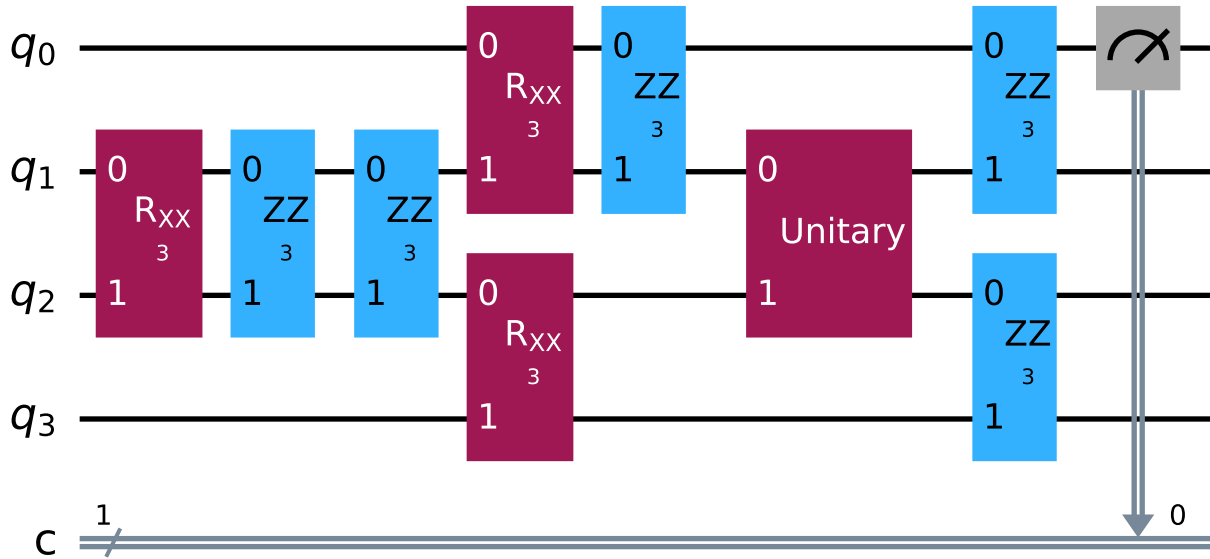 q0 0 0 0
RXX ZZ ZZ
3 3 3
q1 0 0 0 1 1 0 1
RXX ZZ ZZ Unitary
3 3 3
q2 1 1 1 0 1 0
RXX ZZ
3 3
q3 1 1
1 0
c